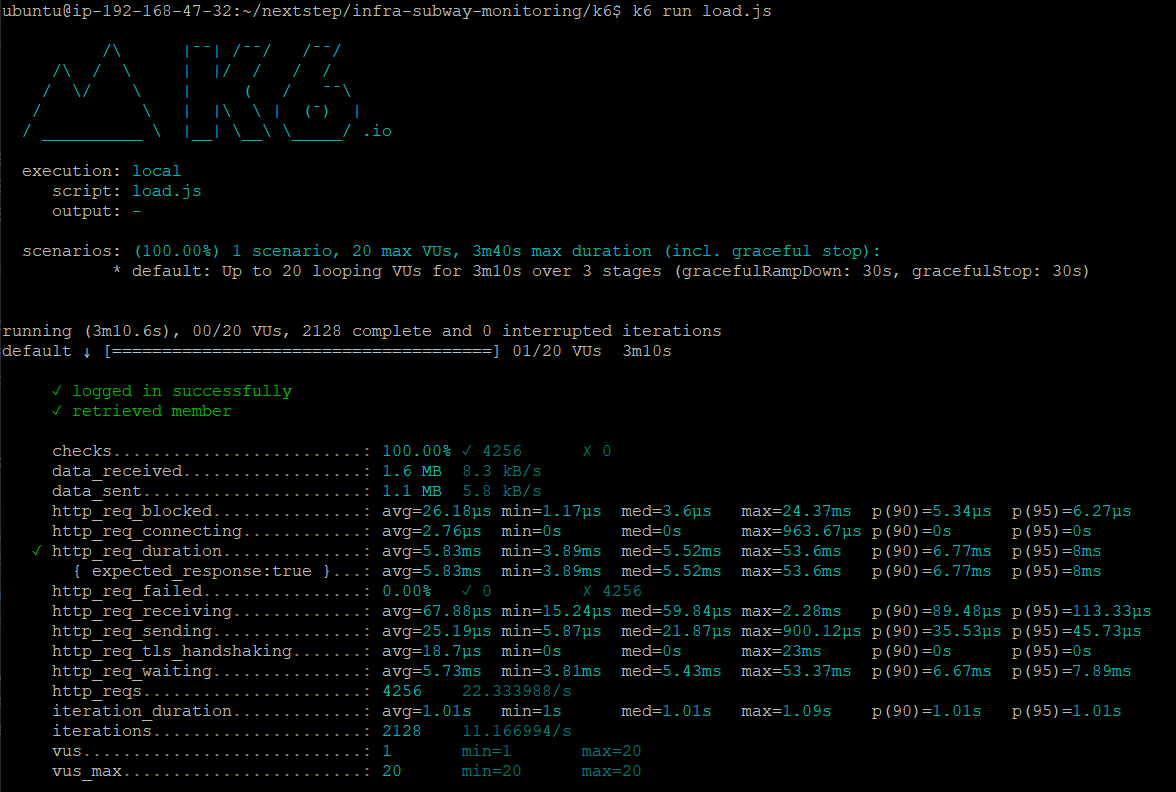 ubuntu@ip-192-168-47-32:~/nextstep/infra-subway-monitoring/k6$ k6 run load.js
          /\      |‾‾| /‾‾/   /‾‾/
     /\  /  \     |  |/  /   /  /
    /  \/    \    |     (   /   ‾‾\
   /          \   |  |\  \ |  (‾)  |
  / __________ \  |__| \__\ \_____/ .io
execution: local
script: load.js
output: -
scenarios: (100.00%) 1 scenario, 20 max VUs, 3m40s max duration (incl. graceful stop):
* default: Up to 20 looping VUs for 3m10s over 3 stages (gracefulRampDown: 30s, gracefulStop: 30s)
running (3m10.6s), 00/20 VUs, 2128 complete and 0 interrupted iterations
default ↓ [======================================] 01/20 VUs  3m10s
✓ logged in successfully
✓ retrieved member
checks.........................: 100.00% ✓ 4256      ✗ 0
data_received..................: 1.6 MB  8.3 kB/s
data_sent......................: 1.1 MB  5.8 kB/s
http_req_blocked...............: avg=26.18µs min=1.17µs  med=3.6µs   max=24.37ms  p(90)=5.34µs  p(95)=6.27µs
http_req_connecting............: avg=2.76µs  min=0s      med=0s      max=963.67µs p(90)=0s      p(95)=0s
✓ http_req_duration..............: avg=5.83ms  min=3.89ms  med=5.52ms  max=53.6ms   p(90)=6.77ms  p(95)=8ms
{ expected_response:true }...: avg=5.83ms  min=3.89ms  med=5.52ms  max=53.6ms   p(90)=6.77ms  p(95)=8ms
http_req_failed................: 0.00%   ✓ 0         ✗ 4256
http_req_receiving.............: avg=67.88µs min=15.24µs med=59.84µs max=2.28ms   p(90)=89.48µs p(95)=113.33µs
http_req_sending...............: avg=25.19µs min=5.87µs  med=21.87µs max=900.12µs p(90)=35.53µs p(95)=45.73µs
http_req_tls_handshaking.......: avg=18.7µs  min=0s      med=0s      max=23ms     p(90)=0s      p(95)=0s
http_req_waiting...............: avg=5.73ms  min=3.81ms  med=5.43ms  max=53.37ms  p(90)=6.67ms  p(95)=7.89ms
http_reqs......................: 4256    22.333988/s
iteration_duration.............: avg=1.01s   min=1s      med=1.01s   max=1.09s    p(90)=1.01s   p(95)=1.01s
iterations.....................: 2128    11.166994/s
vus............................: 1       min=1       max=20
vus_max........................: 20      min=20      max=20